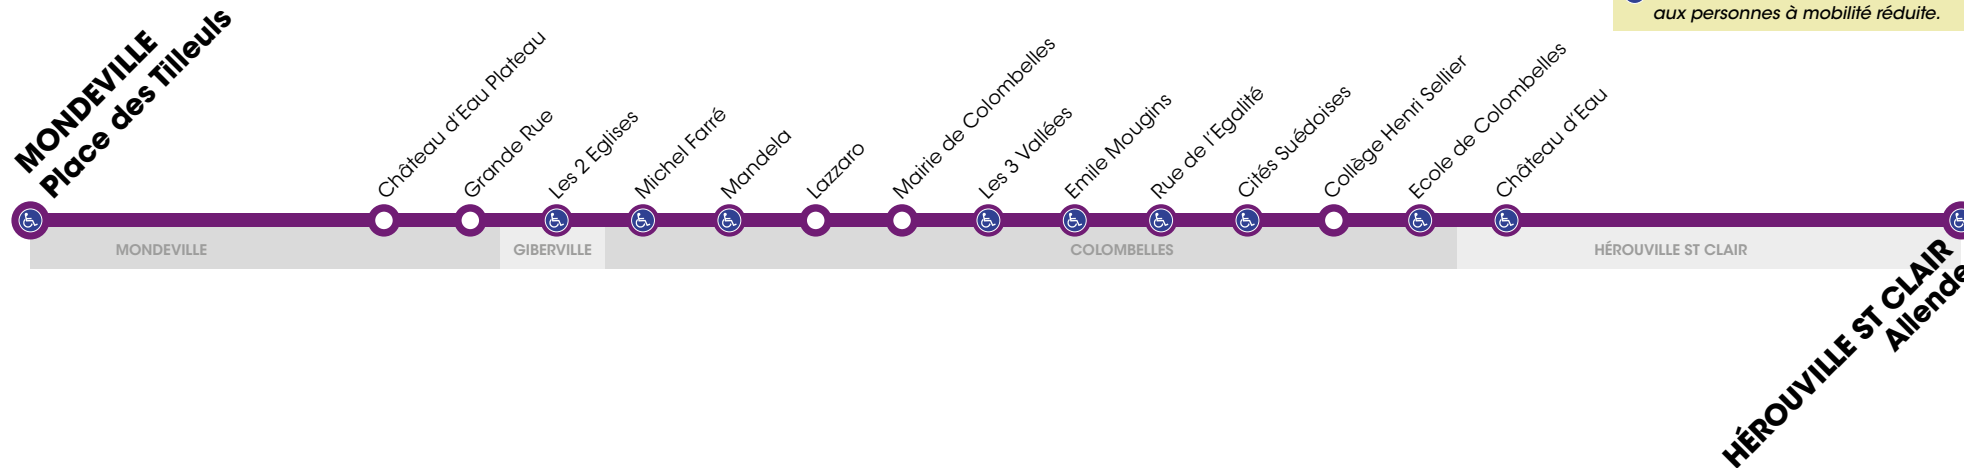 aux personnes à mobilité réduite.
MONDEVILLE
Place des Tilleuls
Château d'Eau Plateau
Grande Rue
Les 2 Eglises
Michel Farré
Mandela
Lazzaro
Mairie de Colombelles
Les 3 Vallées
Emile Mougins
Rue de l'Egalité
Cités Suédoises
Collège Henri Sellier
Ecole de Colombelles
Château d'Eau
MONDEVILLE
GIBERVILLE
COLOMBELLES
HÉROUVILLE ST CLAIR
HÉROUVILLE ST CLAIR
Allende